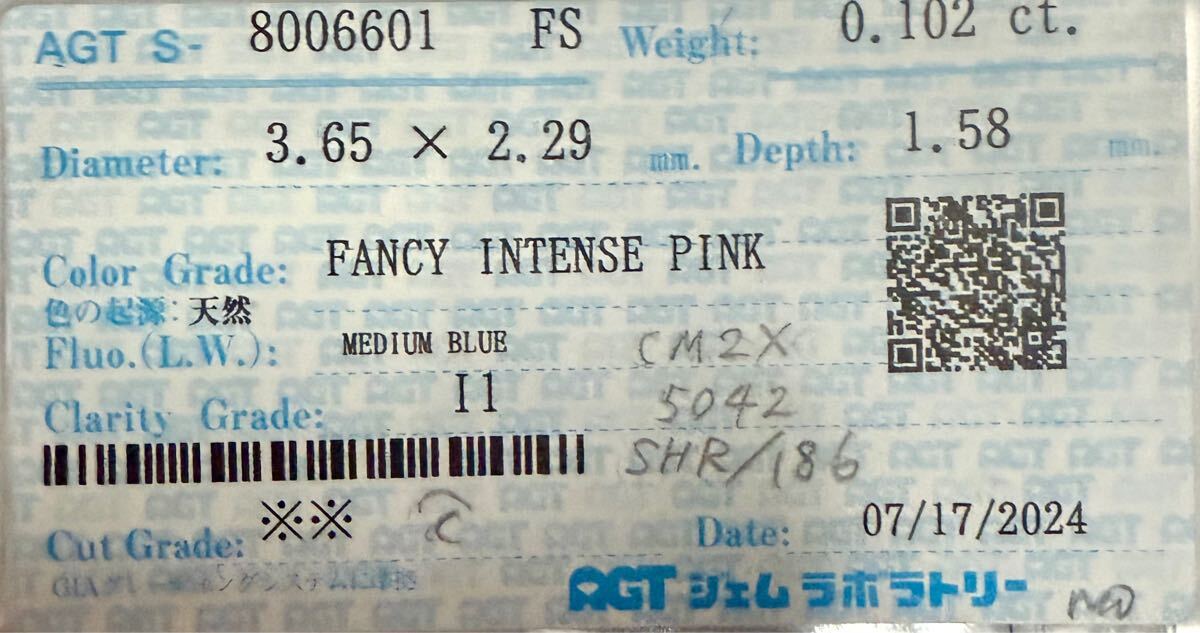 AGT S- 8006601 FS Weight: 0.102 ct.
Diameter: 3.65 × 2.29 mm. Depth: 1.58 mm.
Color Grade: FANCY INTENSE PINK
色の起源: 天然
Fluo.(L.W.): MEDIUM BLUE CM2X
Clarity Grade: I1 5042
SHR/186
Cut Grade: ※※ C Date: 07/17/2024
GIA
AGT ジェムラボラトリー